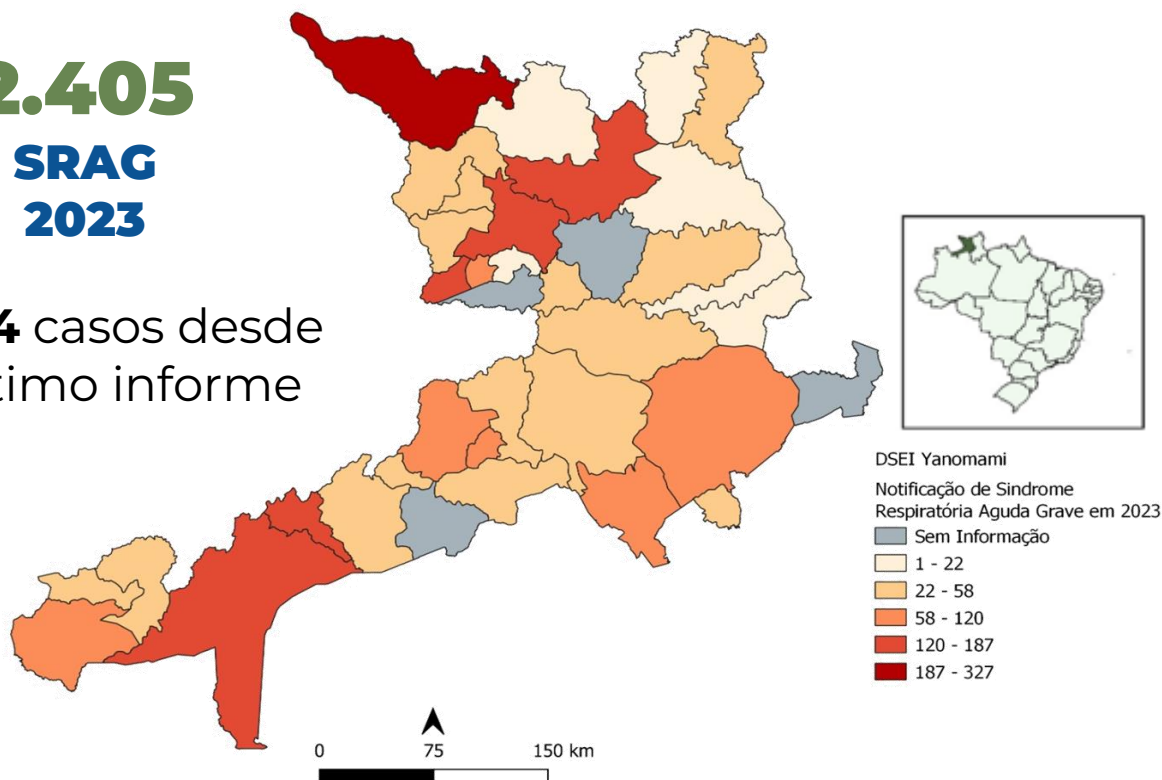 2.405
SRAG
2023
4 casos desde
timo informe
DSEI Yanomami
Notificação de Sindrome
Respiratória Aguda Grave em 2023
Sem Informação
1 - 22
22 - 58
58 - 120
120 - 187
187 - 327
0 75 150 km